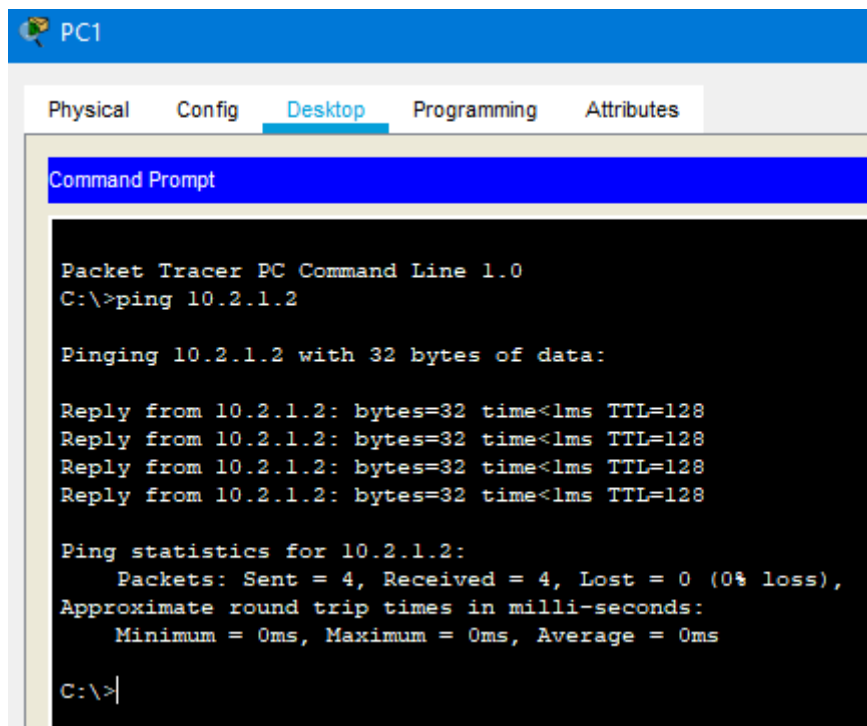 PC1
Physical Config Desktop Programming Attributes
Command Prompt
Packet Tracer PC Command Line 1.0
C:\>ping 10.2.1.2
Pinging 10.2.1.2 with 32 bytes of data:
Reply from 10.2.1.2: bytes=32 time<1ms TTL=128
Reply from 10.2.1.2: bytes=32 time<1ms TTL=128
Reply from 10.2.1.2: bytes=32 time<1ms TTL=128
Reply from 10.2.1.2: bytes=32 time<1ms TTL=128
Ping statistics for 10.2.1.2:
Packets: Sent = 4, Received = 4, Lost = 0 (0% loss),
Approximate round trip times in milli-seconds:
Minimum = 0ms, Maximum = 0ms, Average = 0ms
C:\>